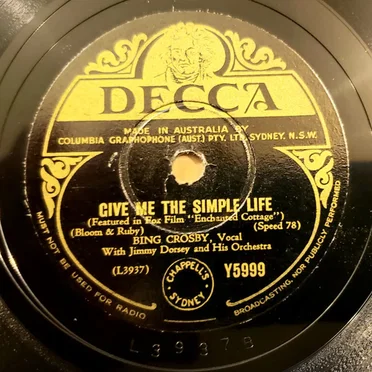 DECCA
MADE IN AUSTRALIA BY
COLUMBIA GRAPHOPHONE (AUST.) PTY. LTD. SYDNEY, N.S.W.
GIVE ME THE SIMPLE LIFE
(Featured in Fox Film "Enchanted Cottage")
(Bloom & Ruby) (Speed 78)
BING CROSBY, Vocal
With Jimmy Dorsey and His Orchestra
(L3937) Y5999
CHAPPELL'S
SYDNEY
MUST NOT BE USED FOR RADIO
BROADCASTING, NOR PUBLICLY PERFORMED
L 3937